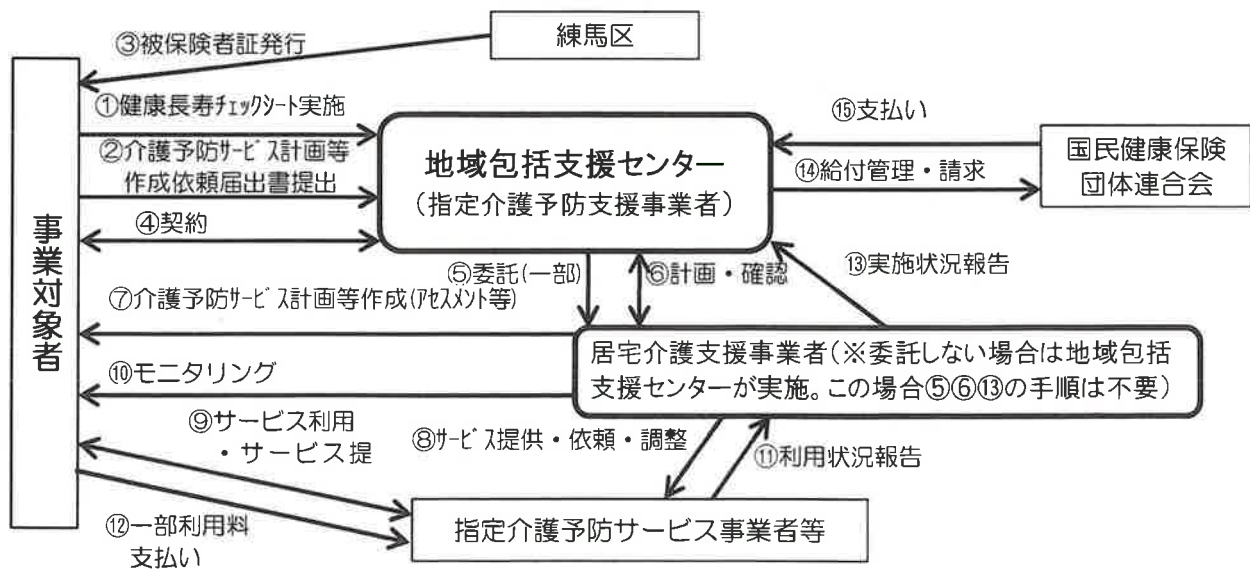 練馬区
③被保険者証発行
①健康長寿ﾁｪｯｸｼｰﾄ実施
②介護予防ｻｰﾋﾞｽ計画等
作成依頼届出書提出
④契約
事業対象者
地域包括支援センター
（指定介護予防支援事業者）
⑮支払い
⑭給付管理・請求
国民健康保険
団体連合会
⑤委託(一部)
⑥計画・確認
⑬実施状況報告
⑦介護予防ｻｰﾋﾞｽ計画等作成(ｱｾｽﾒﾝﾄ等)
居宅介護支援事業者(※委託しない場合は地域包括
支援センターが実施。この場合⑤⑥⑬の手順は不要)
⑩モニタリング
⑨サービス利用
・サービス提
⑧ｻｰﾋﾞｽ提供・依頼・調整
⑪利用状況報告
⑫一部利用料
支払い
指定介護予防サービス事業者等